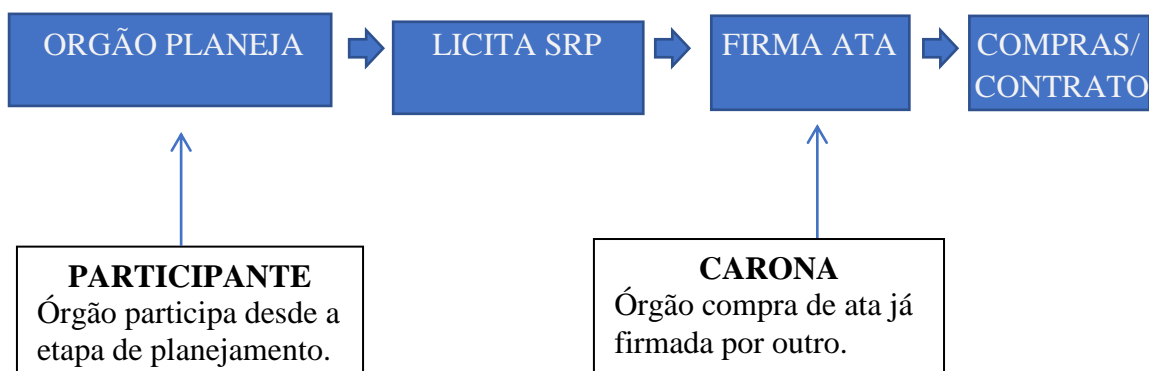 ORGÃO PLANEJA
LICITA SRP
FIRMA ATA
COMPRAS/
CONTRATO
PARTICIPANTE
Órgão participa desde a
etapa de planejamento.
CARONA
Órgão compra de ata já
firmada por outro.